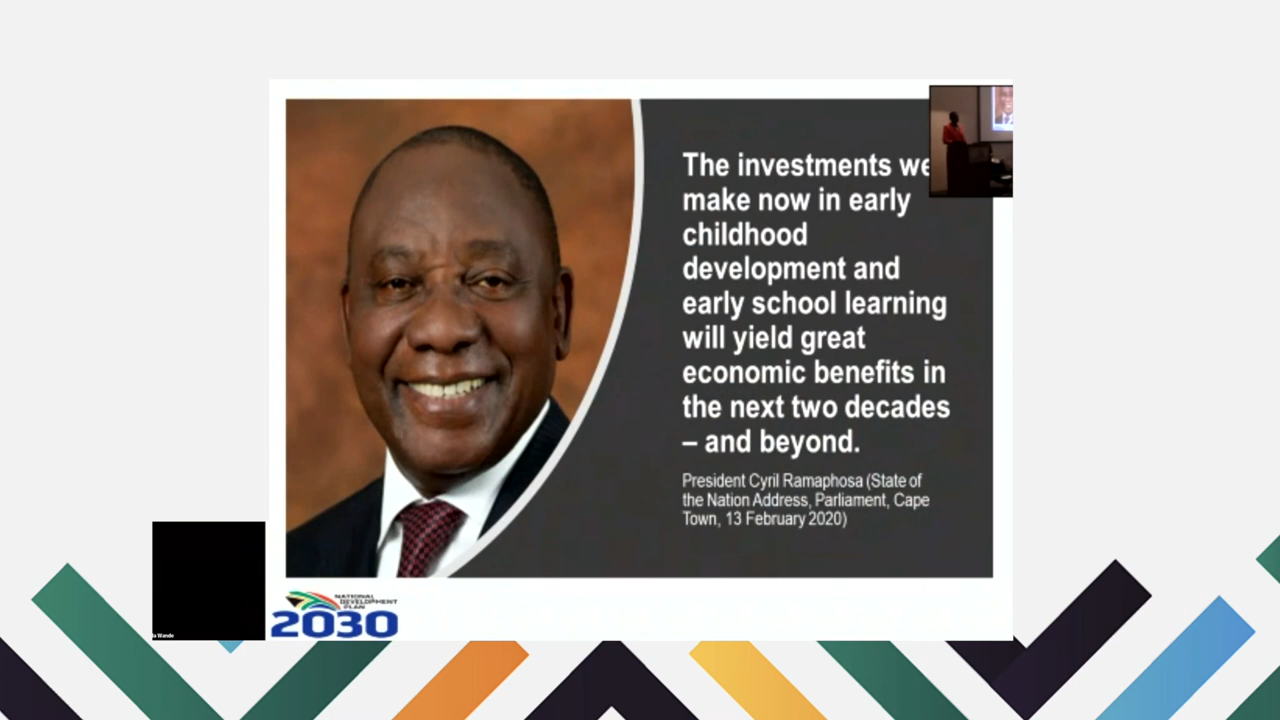 The investments we
make now in early
childhood
development and
early school learning
will yield great
economic benefits in
the next two decades
– and beyond.
President Cyril Ramaphosa (State of
the Nation Address, Parliament, Cape
Town, 13 February 2020)
NATIONAL
DEVELOPMENT
PLAN
2030
la Wande